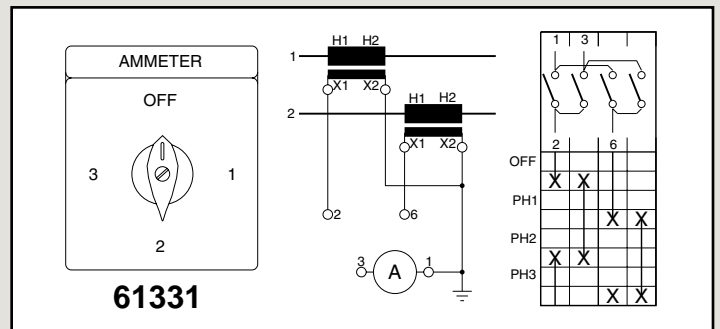 AMMETER
OFF
3 1
2
61331
H1 H2
1
X1 X2
H1 H2
2
X1 X2
2 6
3 A 1
1 3
2 6
OFF
X X
PH1
X X
PH2
X X
PH3
X X